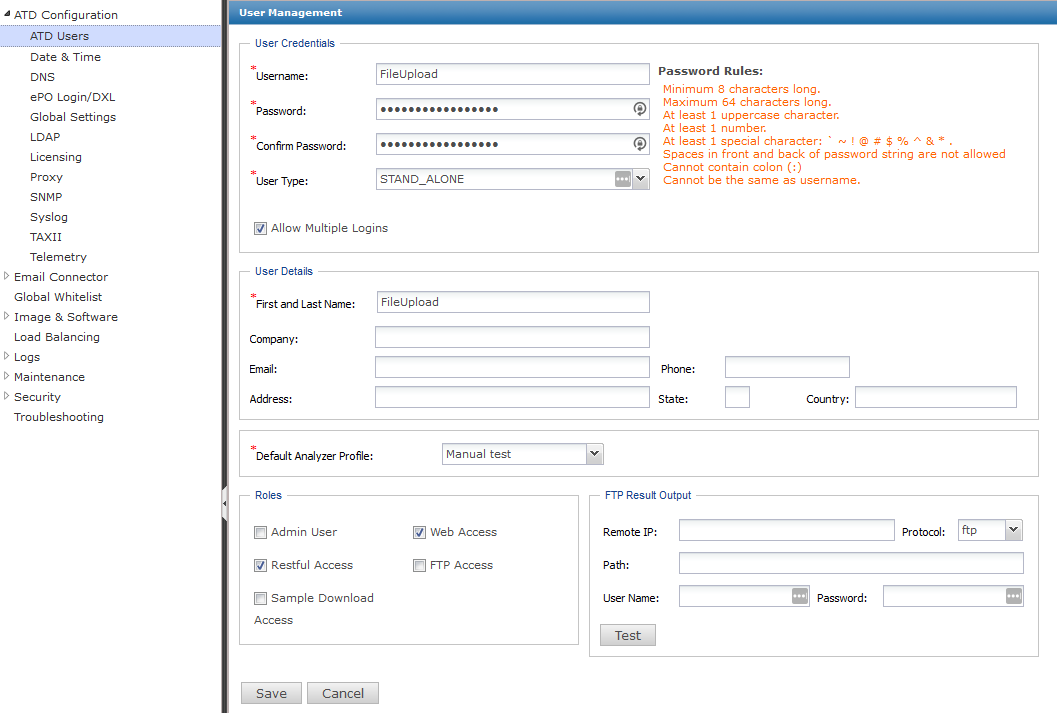 ATD Configuration
ATD Users
Date & Time
DNS
ePO Login/DXL
Global Settings
LDAP
Licensing
Proxy
SNMP
Syslog
TAXII
Telemetry
Email Connector
Global Whitelist
Image & Software
Load Balancing
Logs
Maintenance
Security
Troubleshooting
User Management
User Credentials
*Username: FileUpload
*Password: •••••••••••••••••
*Confirm Password: •••••••••••••••••
*User Type: STAND_ALONE
Allow Multiple Logins
Password Rules:
Minimum 8 characters long.
Maximum 64 characters long.
At least 1 uppercase character.
At least 1 number.
At least 1 special character: ` ~ ! @ # $ % ^ & * .
Spaces in front and back of password string are not allowed
Cannot contain colon (:)
Cannot be the same as username.
User Details
*First and Last Name: FileUpload
Company:
Email: Phone:
Address: State: Country:
*Default Analyzer Profile: Manual test
Roles
Admin User Web Access
Restful Access FTP Access
Sample Download
Access
FTP Result Output
Remote IP: Protocol: ftp
Path:
User Name: Password:
Test
Save Cancel